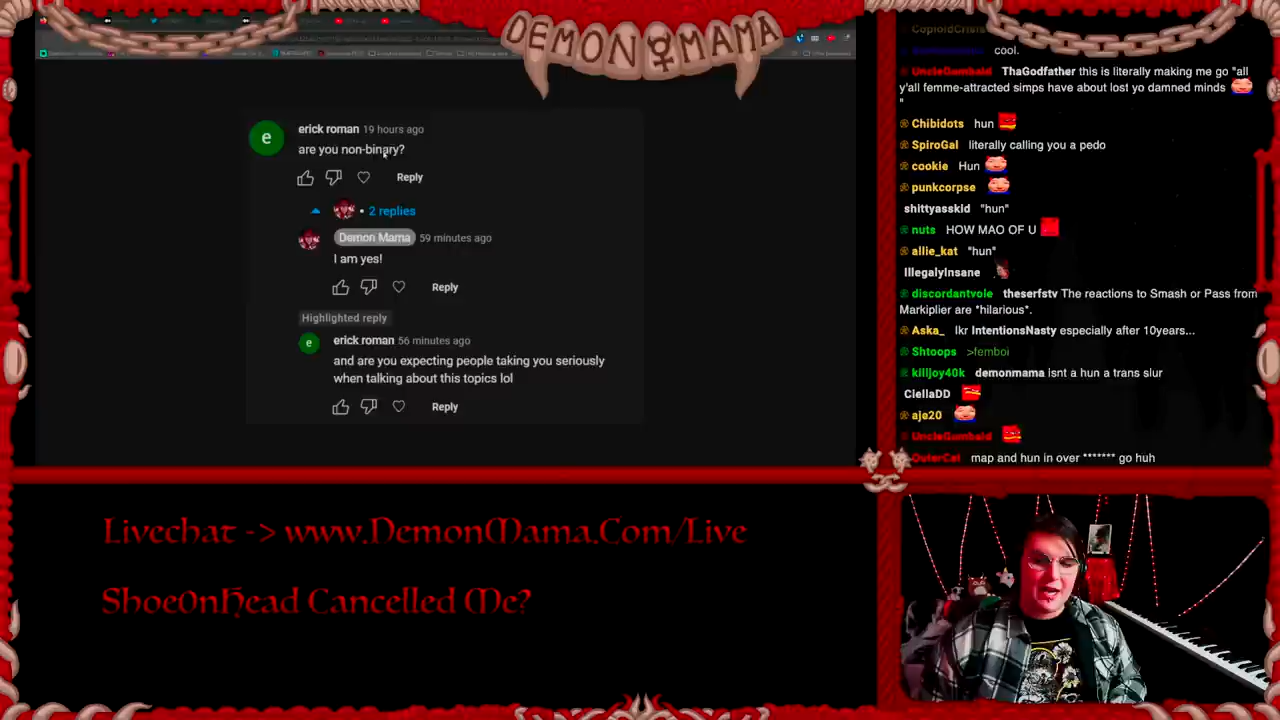 DEMON MAMA
erick roman 19 hours ago
are you non-binary?
Reply
2 replies
Demon Mama 59 minutes ago
I am yes!
Reply
Highlighted reply
erick roman 56 minutes ago
and are you expecting people taking you seriously
when talking about this topics lol
Reply
cool.
UncleGambald ThaGodfather this is literally making me go "all
y'all femme-attracted simps have about lost yo damned minds
"
Chibidots hun
SpiroGal literally calling you a pedo
cookie Hun
punkcorpse
shittyasskid "hun"
nuts HOW MAO OF U
allie_kat "hun"
IllegalyInsane
discordantvole theserfstv The reactions to Smash or Pass from
Markiplier are *hilarious*.
Aska_ Ikr IntentionsNasty especially after 10years...
Shtoops >femboi
killjoy40k demonmama isnt a hun a trans slur
CiellaDD
aje20
UncleGambald
OuterCat map and hun in over ******* go huh
Livechat -> www.DemonMama.Com/Live
Shoe0nHead Cancelled Me?